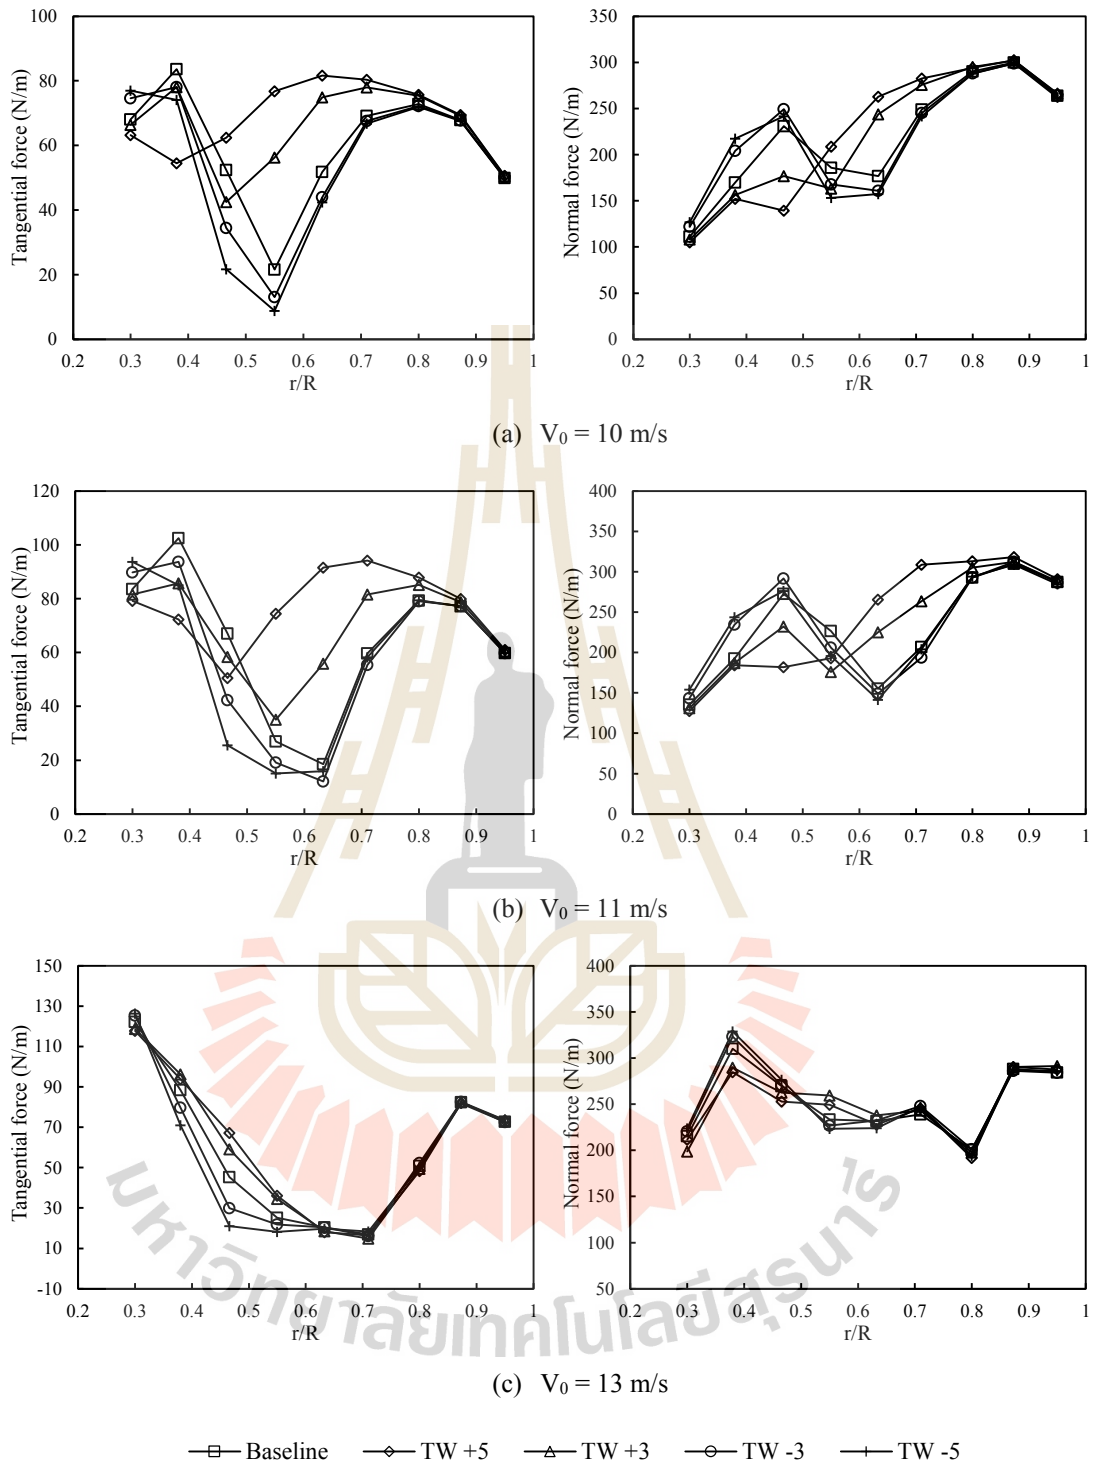 100
80
60
40
20
0
0.2 0.3 0.4 0.5 0.6 0.7 0.8 0.9 1
r/R
Tangential force (N/m)
350
300
250
200
150
100
50
0
0.2 0.3 0.4 0.5 0.6 0.7 0.8 0.9 1
r/R
Normal force (N/m)
(a) V₀ = 10 m/s
120
100
80
60
40
20
0
0.2 0.3 0.4 0.5 0.6 0.7 0.8 0.9 1
r/R
Tangential force (N/m)
400
350
300
250
200
150
100
50
0
0.2 0.3 0.4 0.5 0.6 0.7 0.8 0.9 1
r/R
Normal force (N/m)
(b) V₀ = 11 m/s
150
130
110
90
70
50
30
10
-10
0.2 0.3 0.4 0.5 0.6 0.7 0.8 0.9 1
r/R
Tangential force (N/m)
400
350
300
250
200
150
100
50
0.2 0.3 0.4 0.5 0.6 0.7 0.8 0.9 1
r/R
Normal force (N/m)
มหาวิทยาลัยเทคโนโลยีสุรนารี
(c) V₀ = 13 m/s
Baseline TW +5 TW +3 TW -3 TW -5